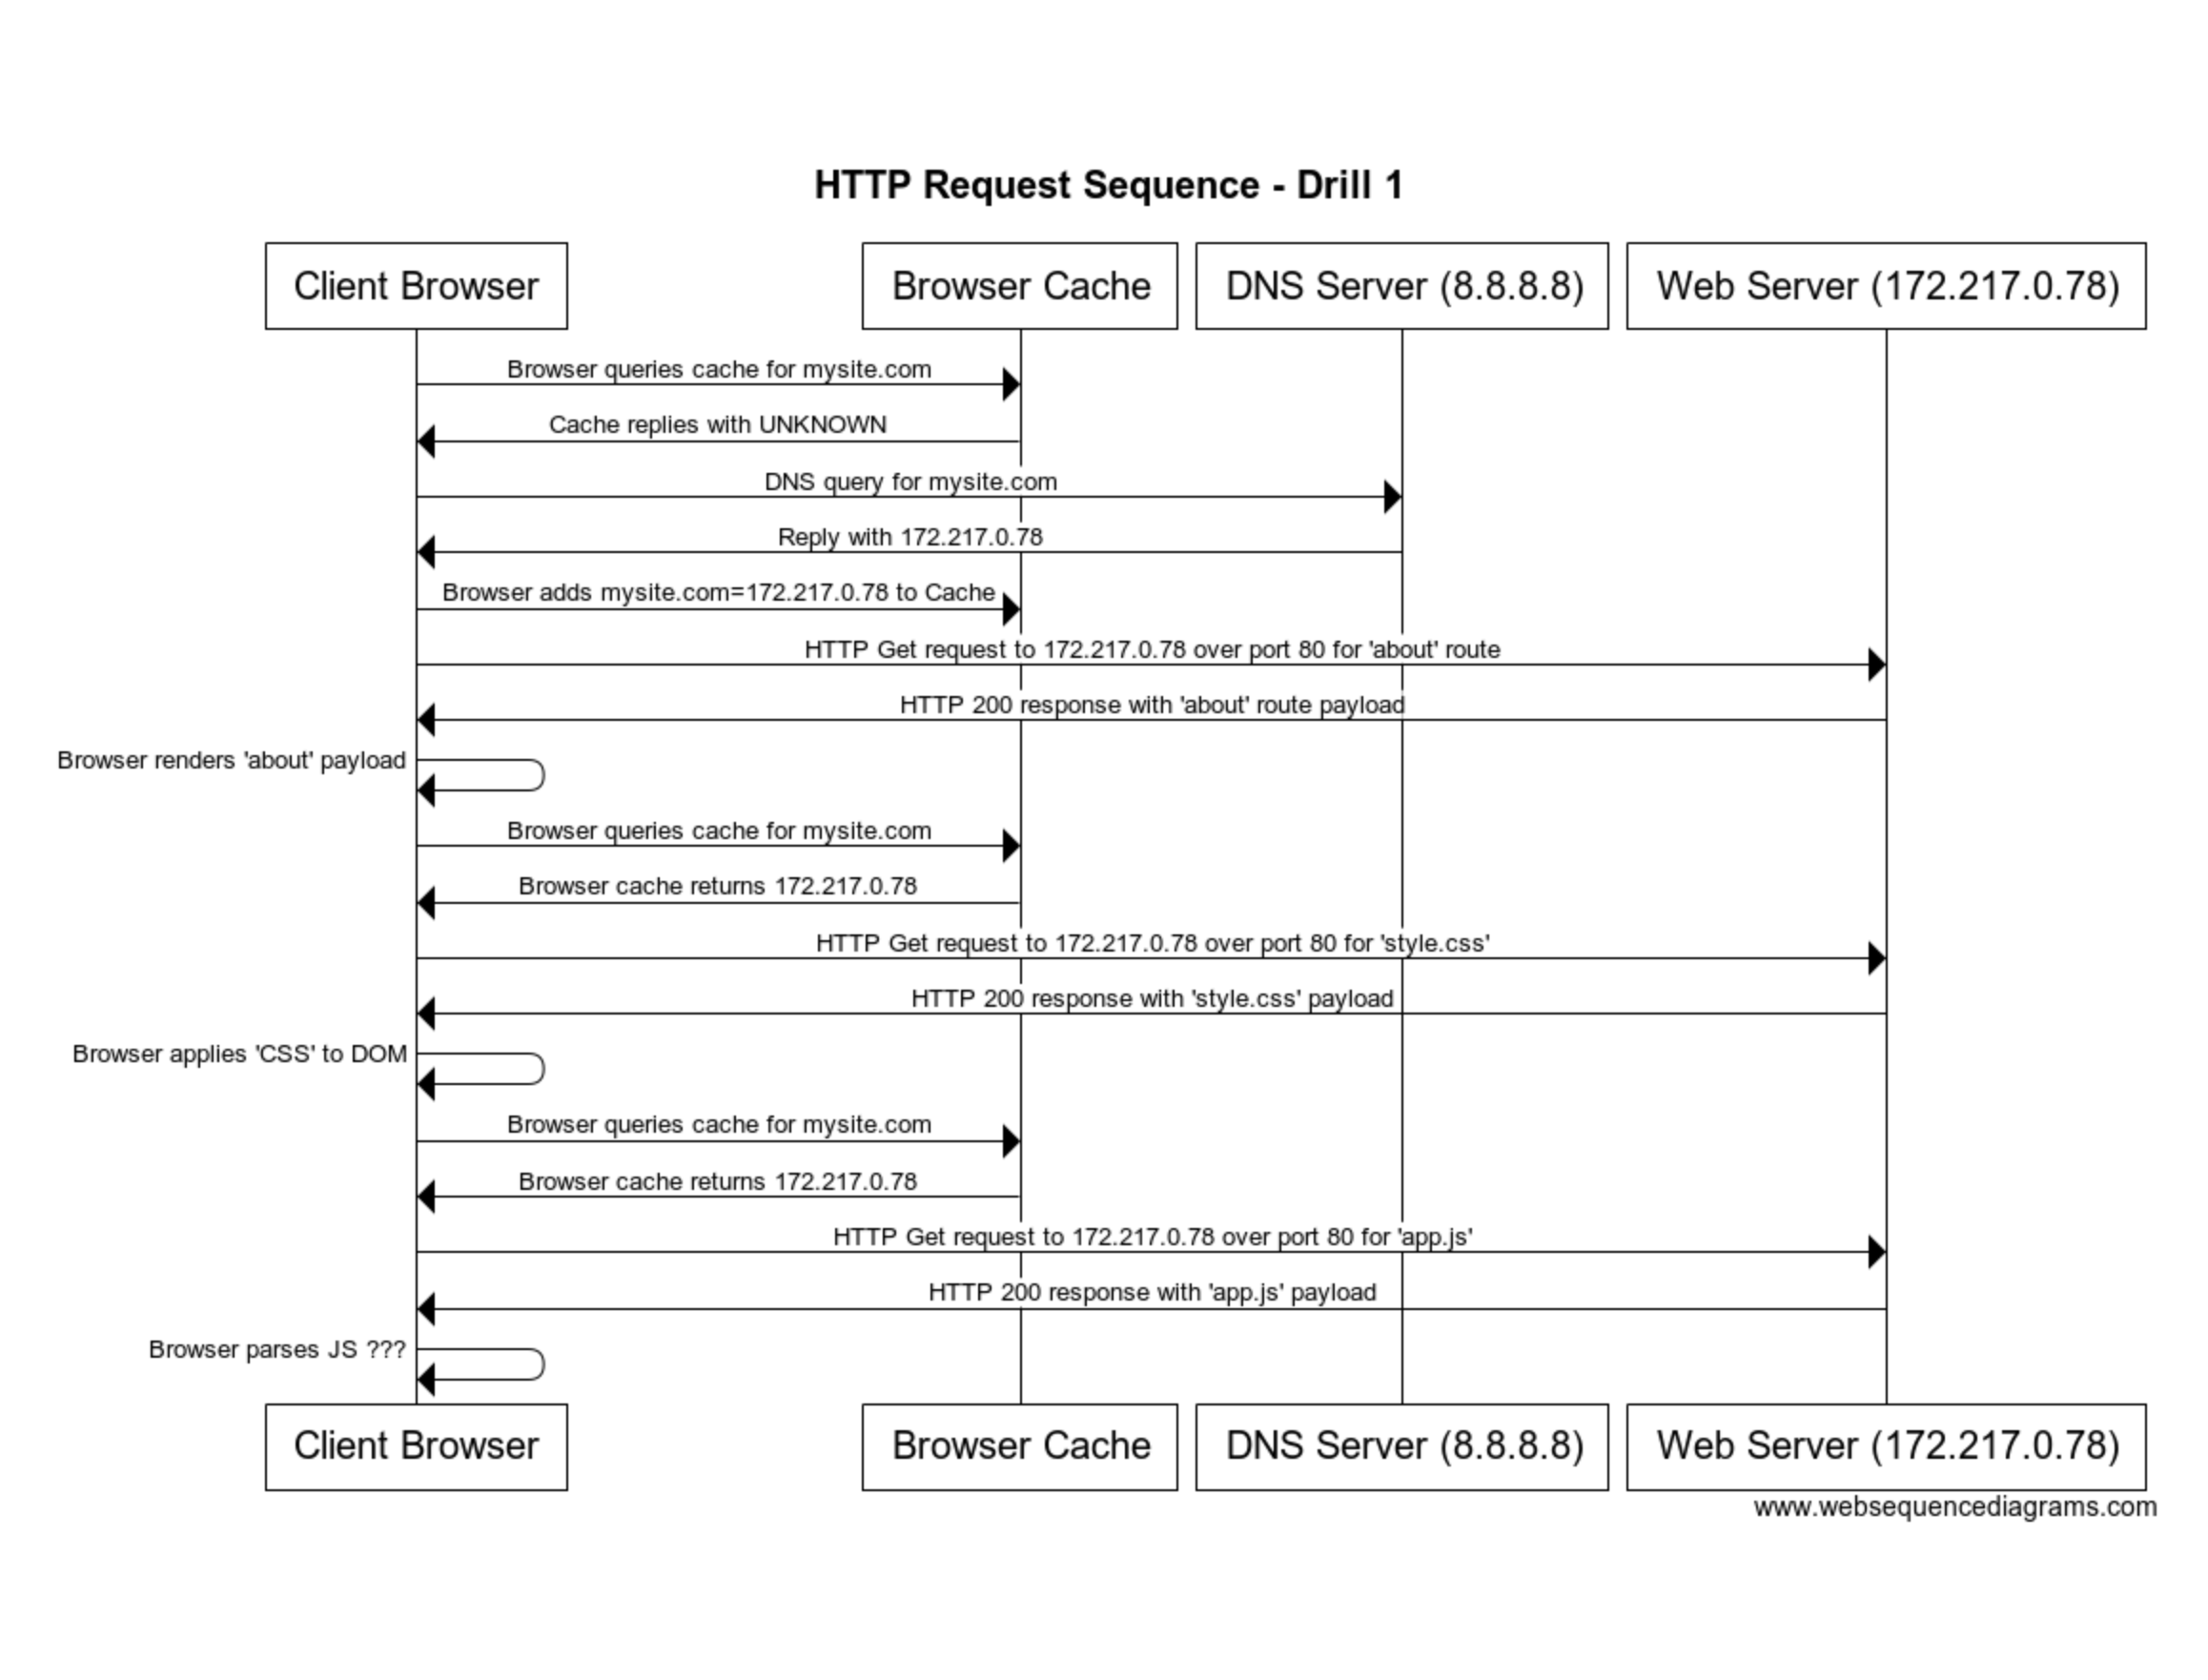 HTTP Request Sequence - Drill 1
Client Browser
Browser Cache
DNS Server (8.8.8.8)
Web Server (172.217.0.78)
Browser queries cache for mysite.com
Cache replies with UNKNOWN
DNS query for mysite.com
Reply with 172.217.0.78
Browser adds mysite.com=172.217.0.78 to Cache
HTTP Get request to 172.217.0.78 over port 80 for 'about' route
HTTP 200 response with 'about' route payload
Browser renders 'about' payload
Browser queries cache for mysite.com
Browser cache returns 172.217.0.78
HTTP Get request to 172.217.0.78 over port 80 for 'style.css'
HTTP 200 response with 'style.css' payload
Browser applies 'CSS' to DOM
Browser queries cache for mysite.com
Browser cache returns 172.217.0.78
HTTP Get request to 172.217.0.78 over port 80 for 'app.js'
HTTP 200 response with 'app.js' payload
Browser parses JS ???
Client Browser
Browser Cache
DNS Server (8.8.8.8)
Web Server (172.217.0.78)
www.websequencediagrams.com